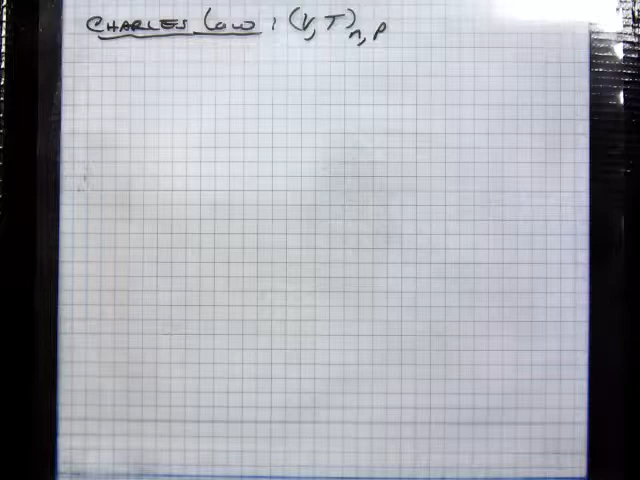 CHARLES Law : (V, T)n, P